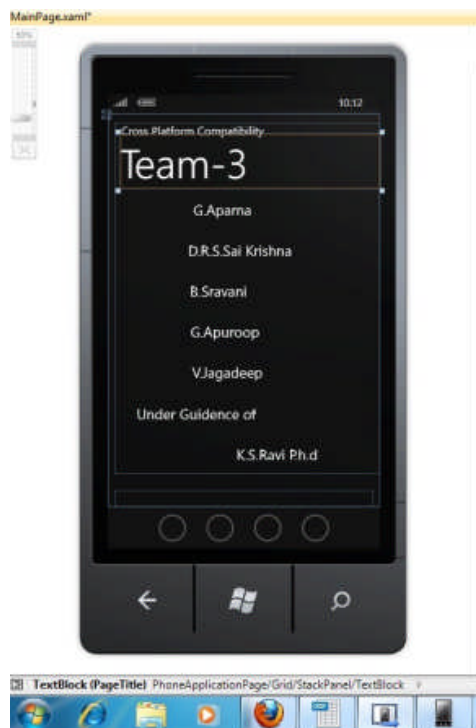 MainPage.xaml*
10:12
Cross Platform Compatibility
Team-3
G.Aparna
D.R.S.Sai Krishna
B.Sravani
G.Apuroop
V.Jagadeep
Under Guidence of
K.S.Ravi Ph.d
TextBlock (PageTitle) PhoneApplicationPage/Grid/StackPanel/TextBlock